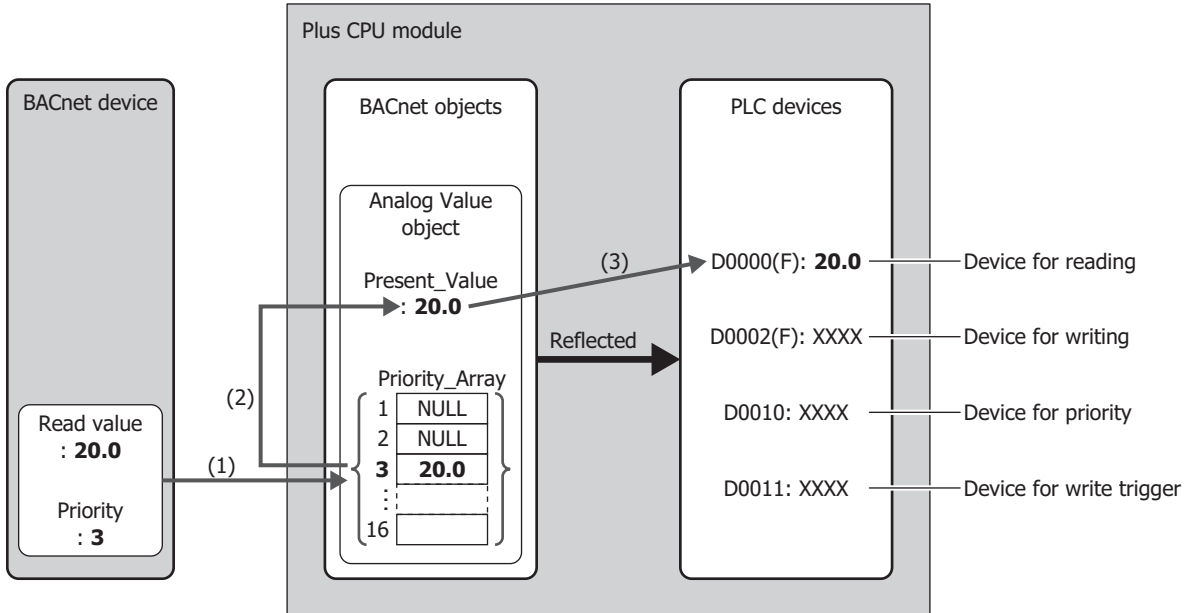 Plus CPU module
BACnet device
BACnet objects
PLC devices
Analog Value
object
(3)
D0000(F): 20.0
Device for reading
Present_Value
: 20.0
Reflected
D0002(F): XXXX
Device for writing
Priority_Array
(2)
1 NULL
D0010: XXXX
Device for priority
Read value
: 20.0
2 NULL
(1)
3 20.0
D0011: XXXX
Device for write trigger
Priority
: 3
:
16